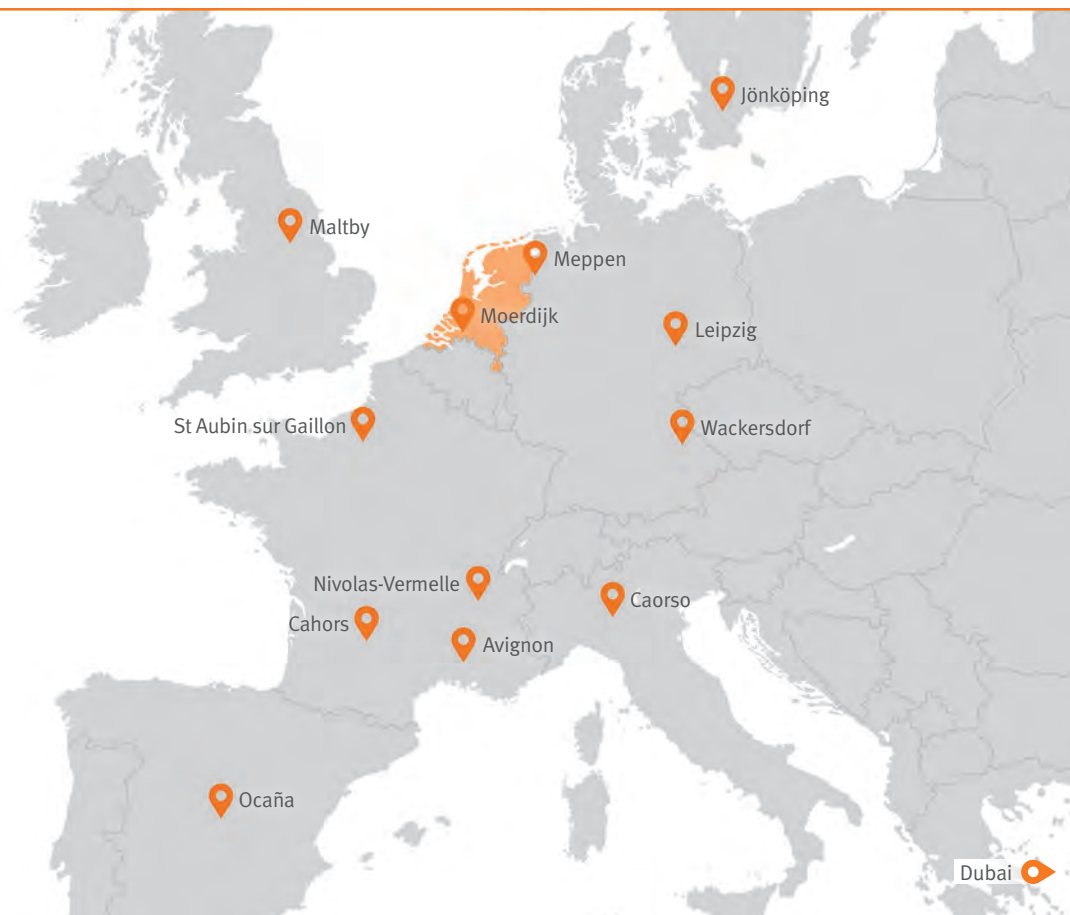 Jönköping
Maltby
Meppen
Moerdijk
Leipzig
St Aubin sur Gaillon
Wackersdorf
Nivolas-Vermelle
Caorso
Cahors
Avignon
Ocaña
Dubai